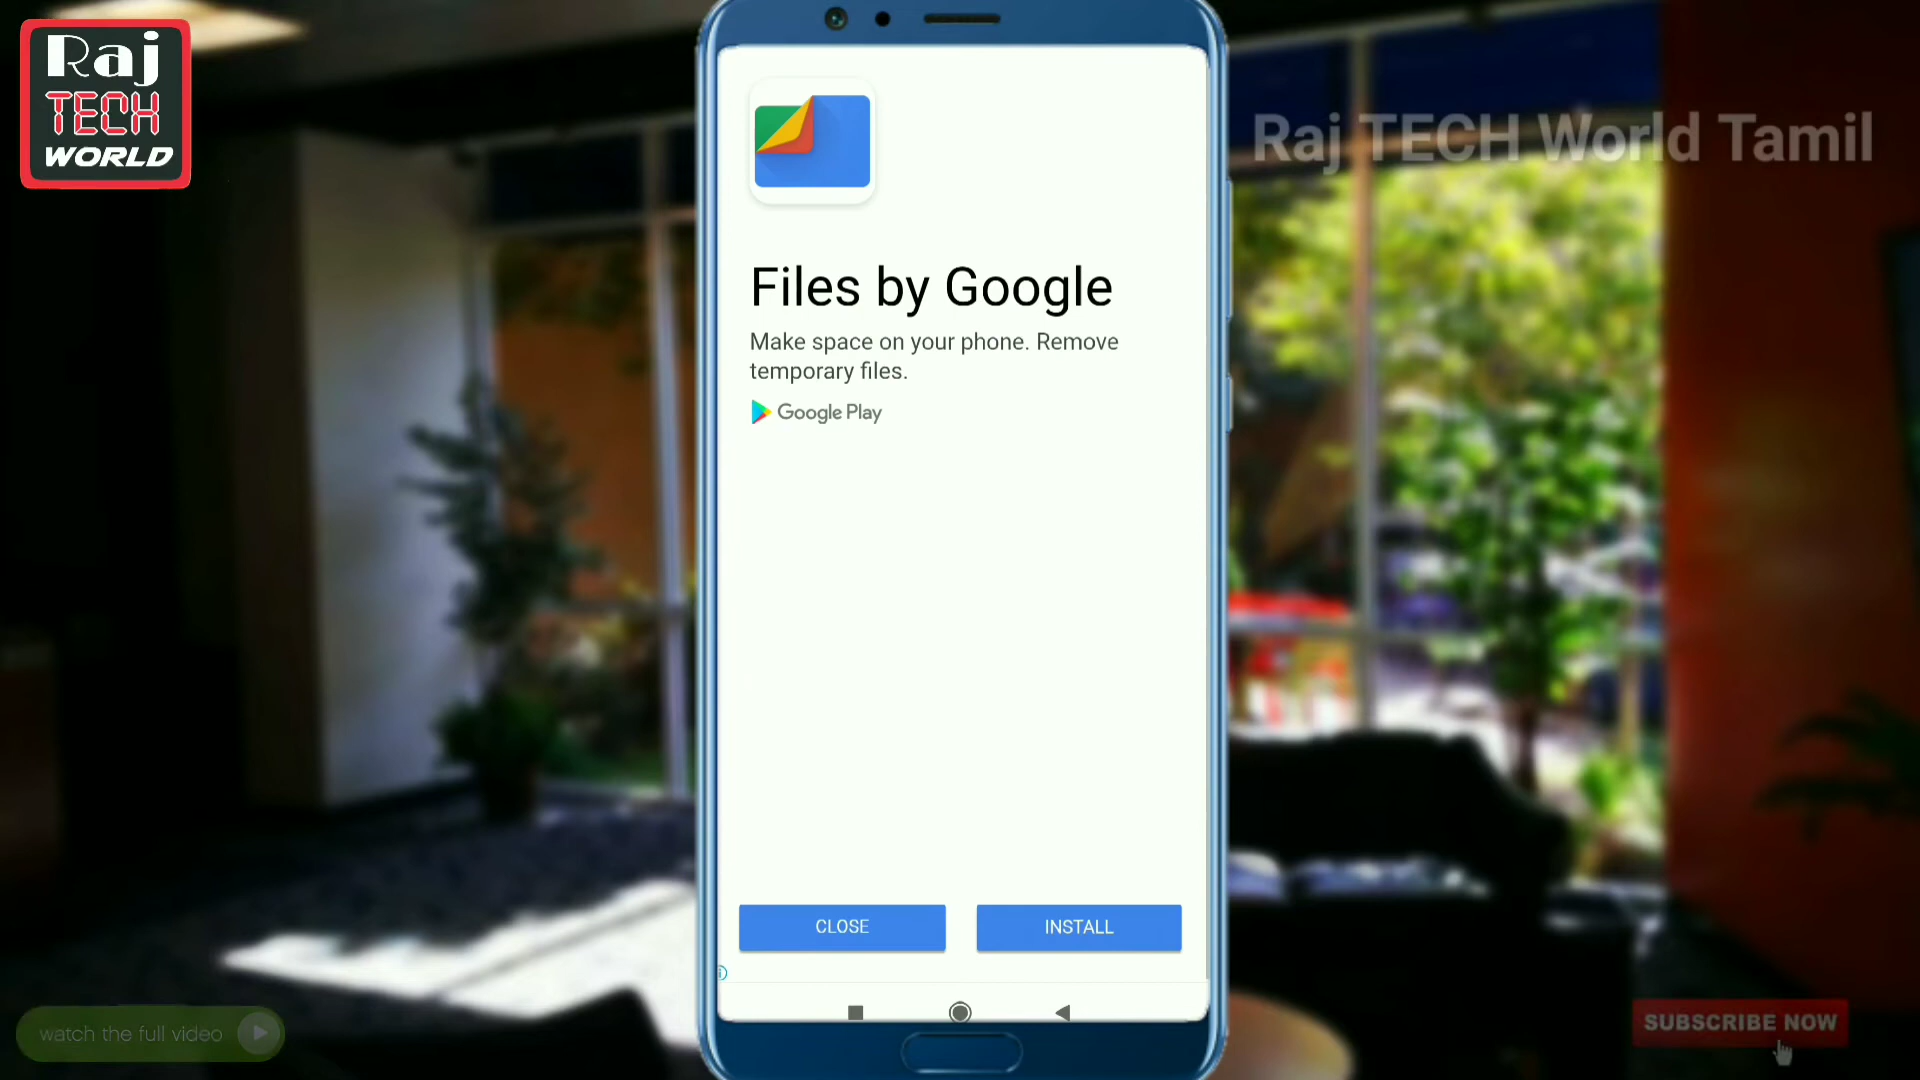 Raj
TECH
WORLD
Raj TECH World Tamil
Files by Google
Make space on your phone. Remove
temporary files.
Google Play
CLOSE
INSTALL
watch the full video
SUBSCRIBE NOW